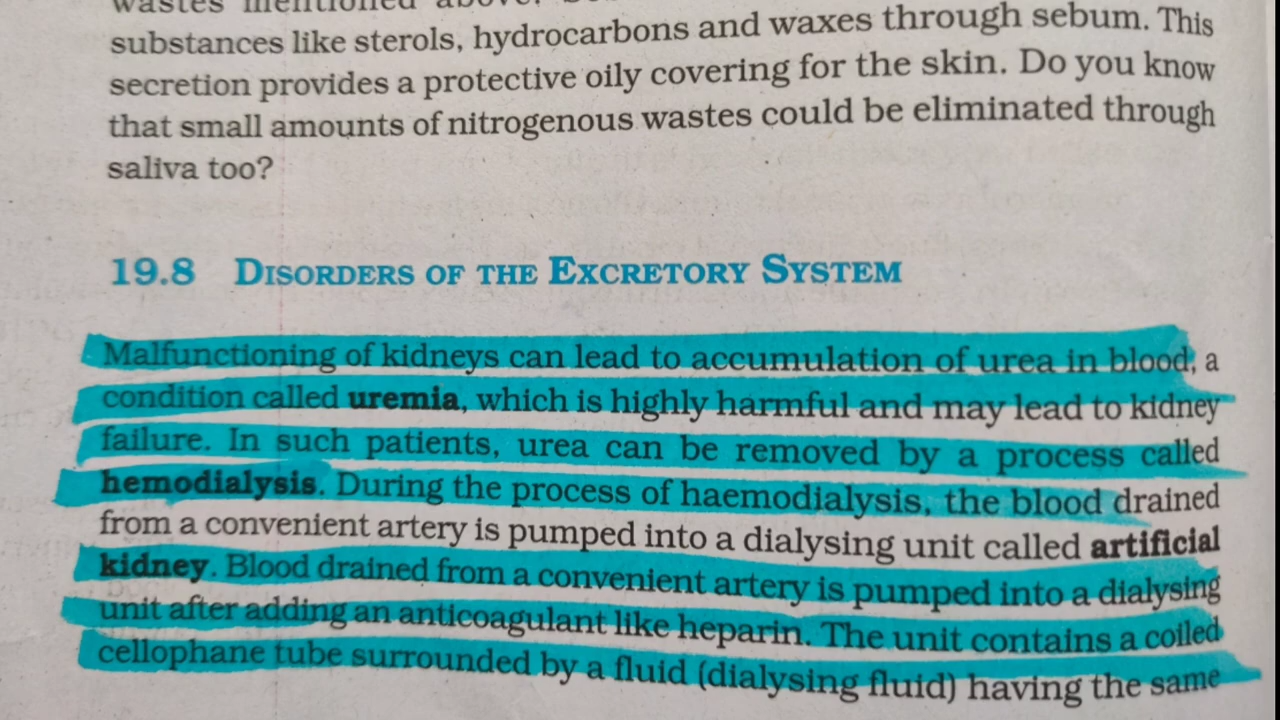 wastes mentioned above.
substances like sterols, hydrocarbons and waxes through sebum. This
secretion provides a protective oily covering for the skin. Do you know
that small amounts of nitrogenous wastes could be eliminated through
saliva too?
19.8 DISORDERS OF THE EXCRETORY SYSTEM
Malfunctioning of kidneys can lead to accumulation of urea in blood, a
condition called uremia, which is highly harmful and may lead to kidney
failure. In such patients, urea can be removed by a process called
hemodialysis. During the process of haemodialysis, the blood drained
from a convenient artery is pumped into a dialysing unit called artificial
kidney. Blood drained from a convenient artery is pumped into a dialysing
unit after adding an anticoagulant like heparin. The unit contains a coiled
cellophane tube surrounded by a fluid (dialysing fluid) having the same